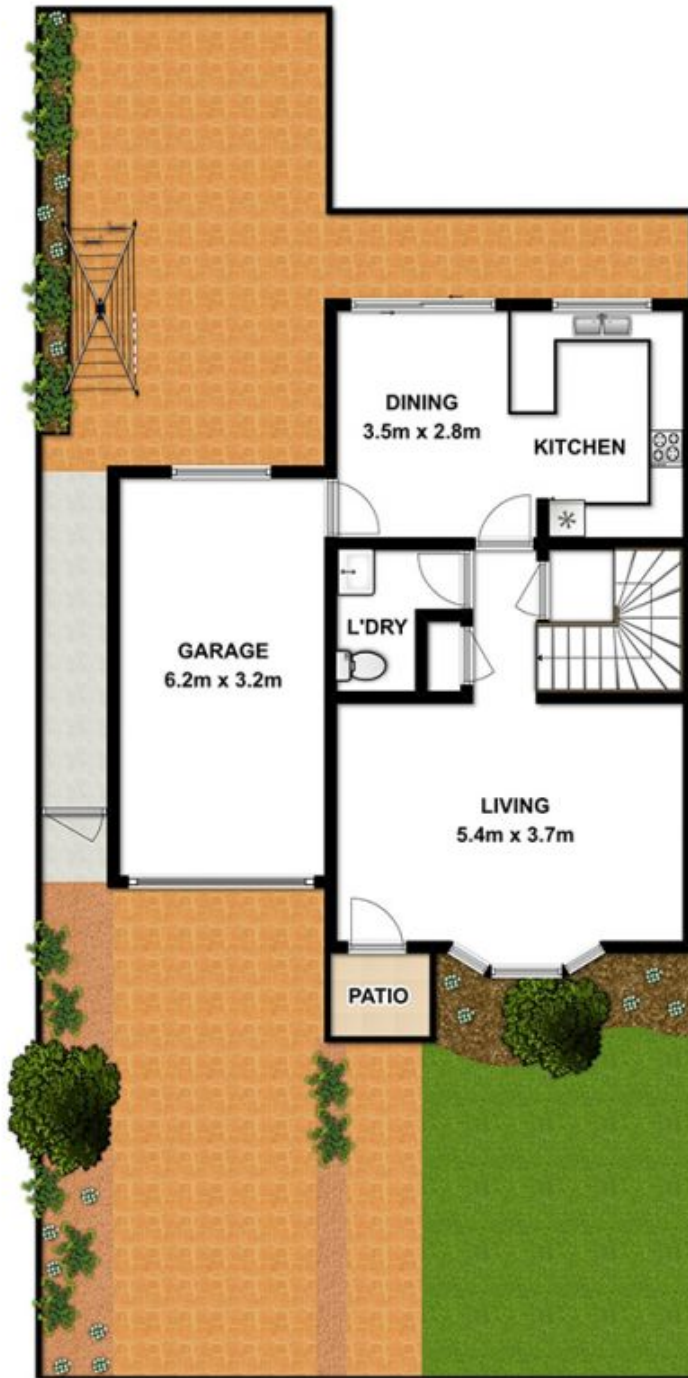 DINING
3.5m x 2.8m
KITCHEN
L'DRY
GARAGE
6.2m x 3.2m
LIVING
5.4m x 3.7m
PATIO